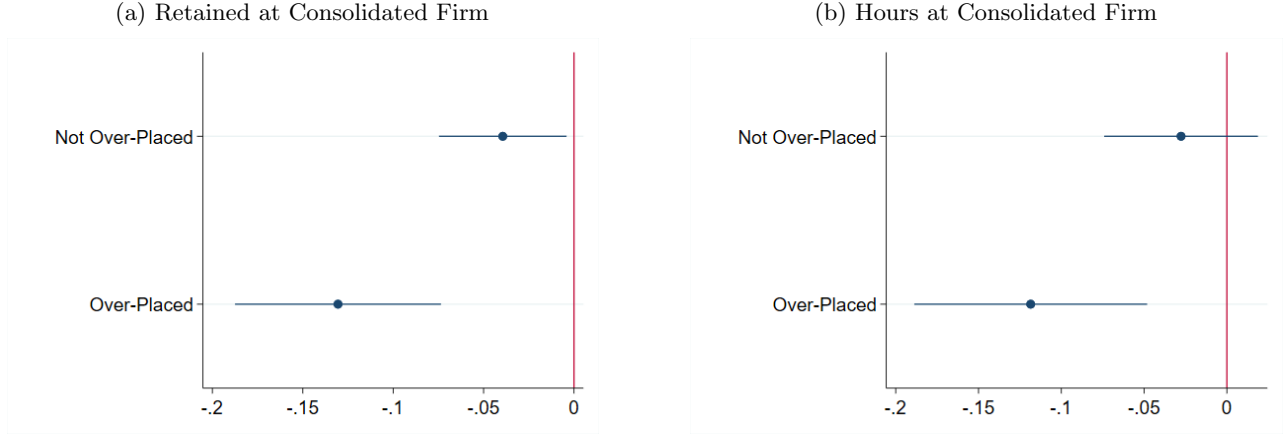 (a) Retained at Consolidated Firm
Not Over-Placed
Over-Placed
-.2 -.15 -.1 -.05 0
(b) Hours at Consolidated Firm
Not Over-Placed
Over-Placed
-.2 -.15 -.1 -.05 0